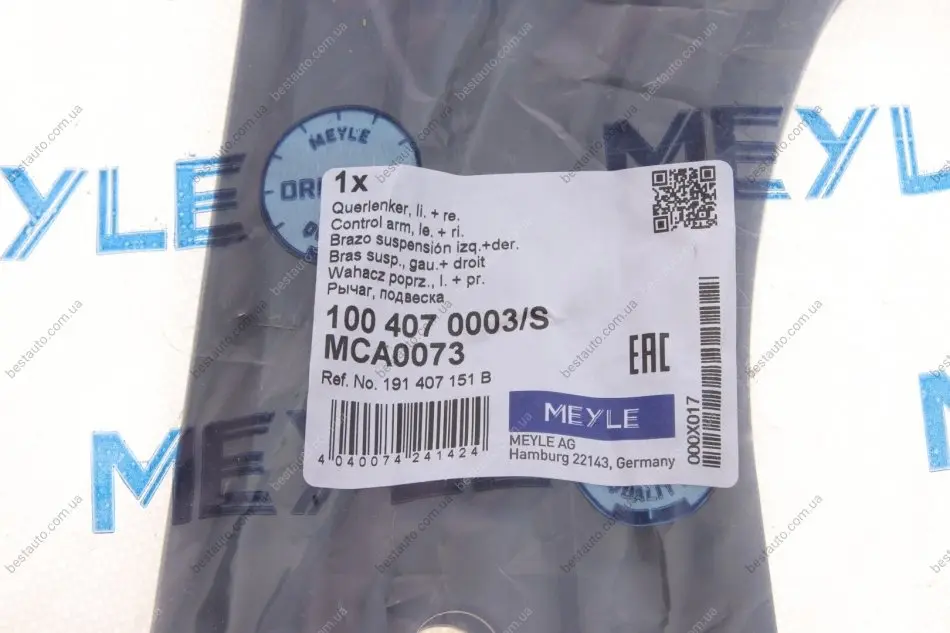 MEYLE
MEYLE
MEYLE
1x
Querlenker, li. + re.
Control arm, le. + ri.
Brazo suspensión izq.+der.
Bras susp., gau.+ droit
Wahacz poprz., l. + pr.
Рычаг, подвеска
100 407 0003/S
MCA0073
Ref. No. 191 407 151 B
4 040074 241424
EAC
MEYLE
MEYLE AG
Hamburg 22143, Germany
000X017
MEYLE
bestauto.com.ua